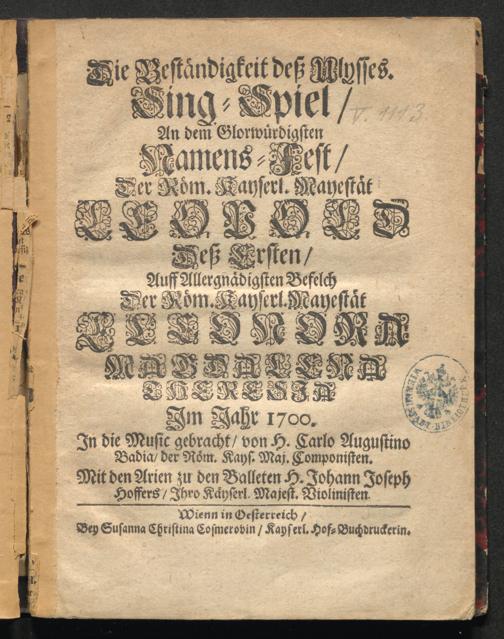 Die Beständigkeit deß Ulysses.
Sing-Spiel /
V. 1113
An dem Glorwürdigsten
Namens-Fest /
Der Röm. Kayserl. Mayestät
LEOPOLD
Deß Ersten /
Auff Allergnädigsten Befelch
Der Röm. Kayserl. Mayestät
ELEONORA
MAGDALENA
THERESIA
Im Jahr 1700.
In die Music gebracht / von H. Carlo Augustino
Badia / der Röm. Kays. Maj. Componisten.
Mit den Arien zu den Balleten H. Johann Joseph
Hoffers / Ihro Käyserl. Majest. Violinisten.
Wienn in Oesterreich /
Bey Susanna Christina Cosmerovin / Kayserl. Hof-Buchdruckerin.